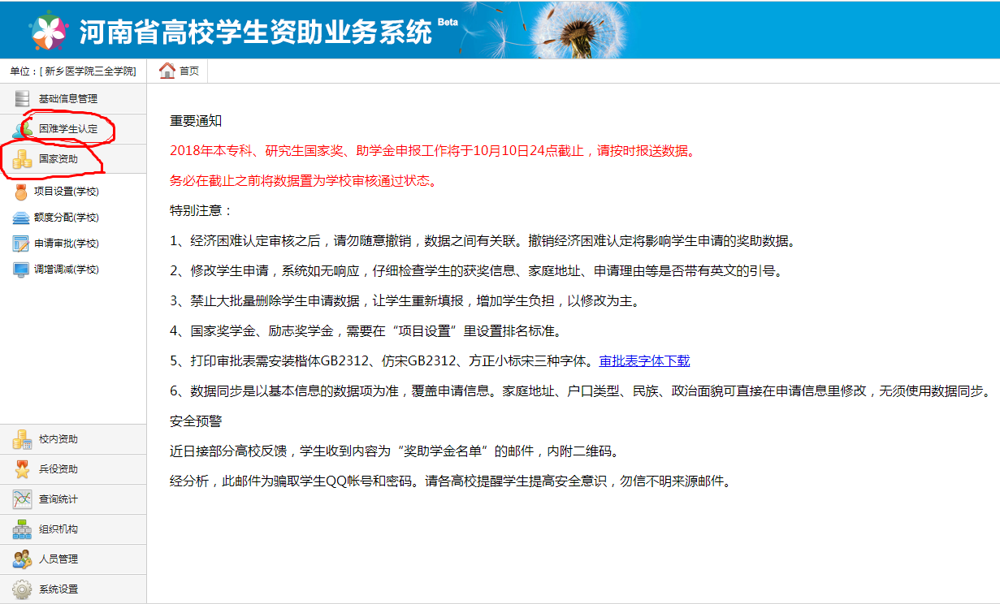 河南省高校学生资助业务系统 Beta
单位：[ 新乡医学院三全学院]
首页
基础信息管理
困难学生认定
国家资助
项目设置(学校)
额度分配(学校)
申请审批(学校)
调增调减(学校)
校内资助
兵役资助
查询统计
组织机构
人员管理
系统设置
重要通知
2018年本专科、研究生国家奖、助学金申报工作将于10月10日24点截止，请按时报送数据。
务必在截止之前将数据置为学校审核通过状态。
特别注意：
1、经济困难认定审核之后，请勿随意撤销，数据之间有关联。撤销经济困难认定将影响学生申请的奖助数据。
2、修改学生申请，系统如无响应，仔细检查学生的获奖信息、家庭地址、申请理由等是否带有英文的引号。
3、禁止大批量删除学生申请数据，让学生重新填报，增加学生负担，以修改为主。
4、国家奖学金、励志奖学金，需要在“项目设置”里设置排名标准。
5、打印审批表需安装楷体GB2312、仿宋GB2312、方正小标宋三种字体。审批表字体下载
6、数据同步是以基本信息的数据项为准，覆盖申请信息。家庭地址、户口类型、民族、政治面貌可直接在申请信息里修改，无须使用数据同步。
安全预警
近日接部分高校反馈，学生收到内容为“奖助学金名单”的邮件，内附二维码。
经分析，此邮件为骗取学生QQ帐号和密码。请各高校提醒学生提高安全意识，勿信不明来源邮件。